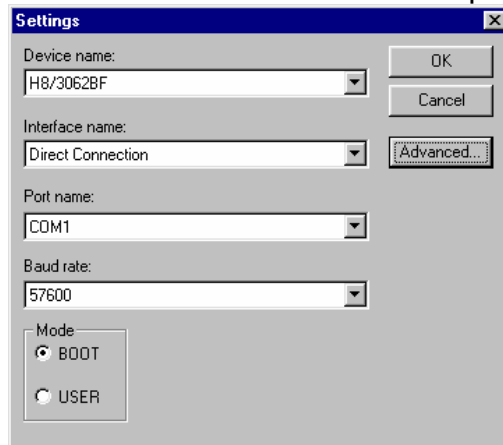 Settings
Device name:
H8/3062BF
OK
Cancel
Interface name:
Direct Connection
Advanced...
Port name:
COM1
Baud rate:
57600
Mode
BOOT
USER